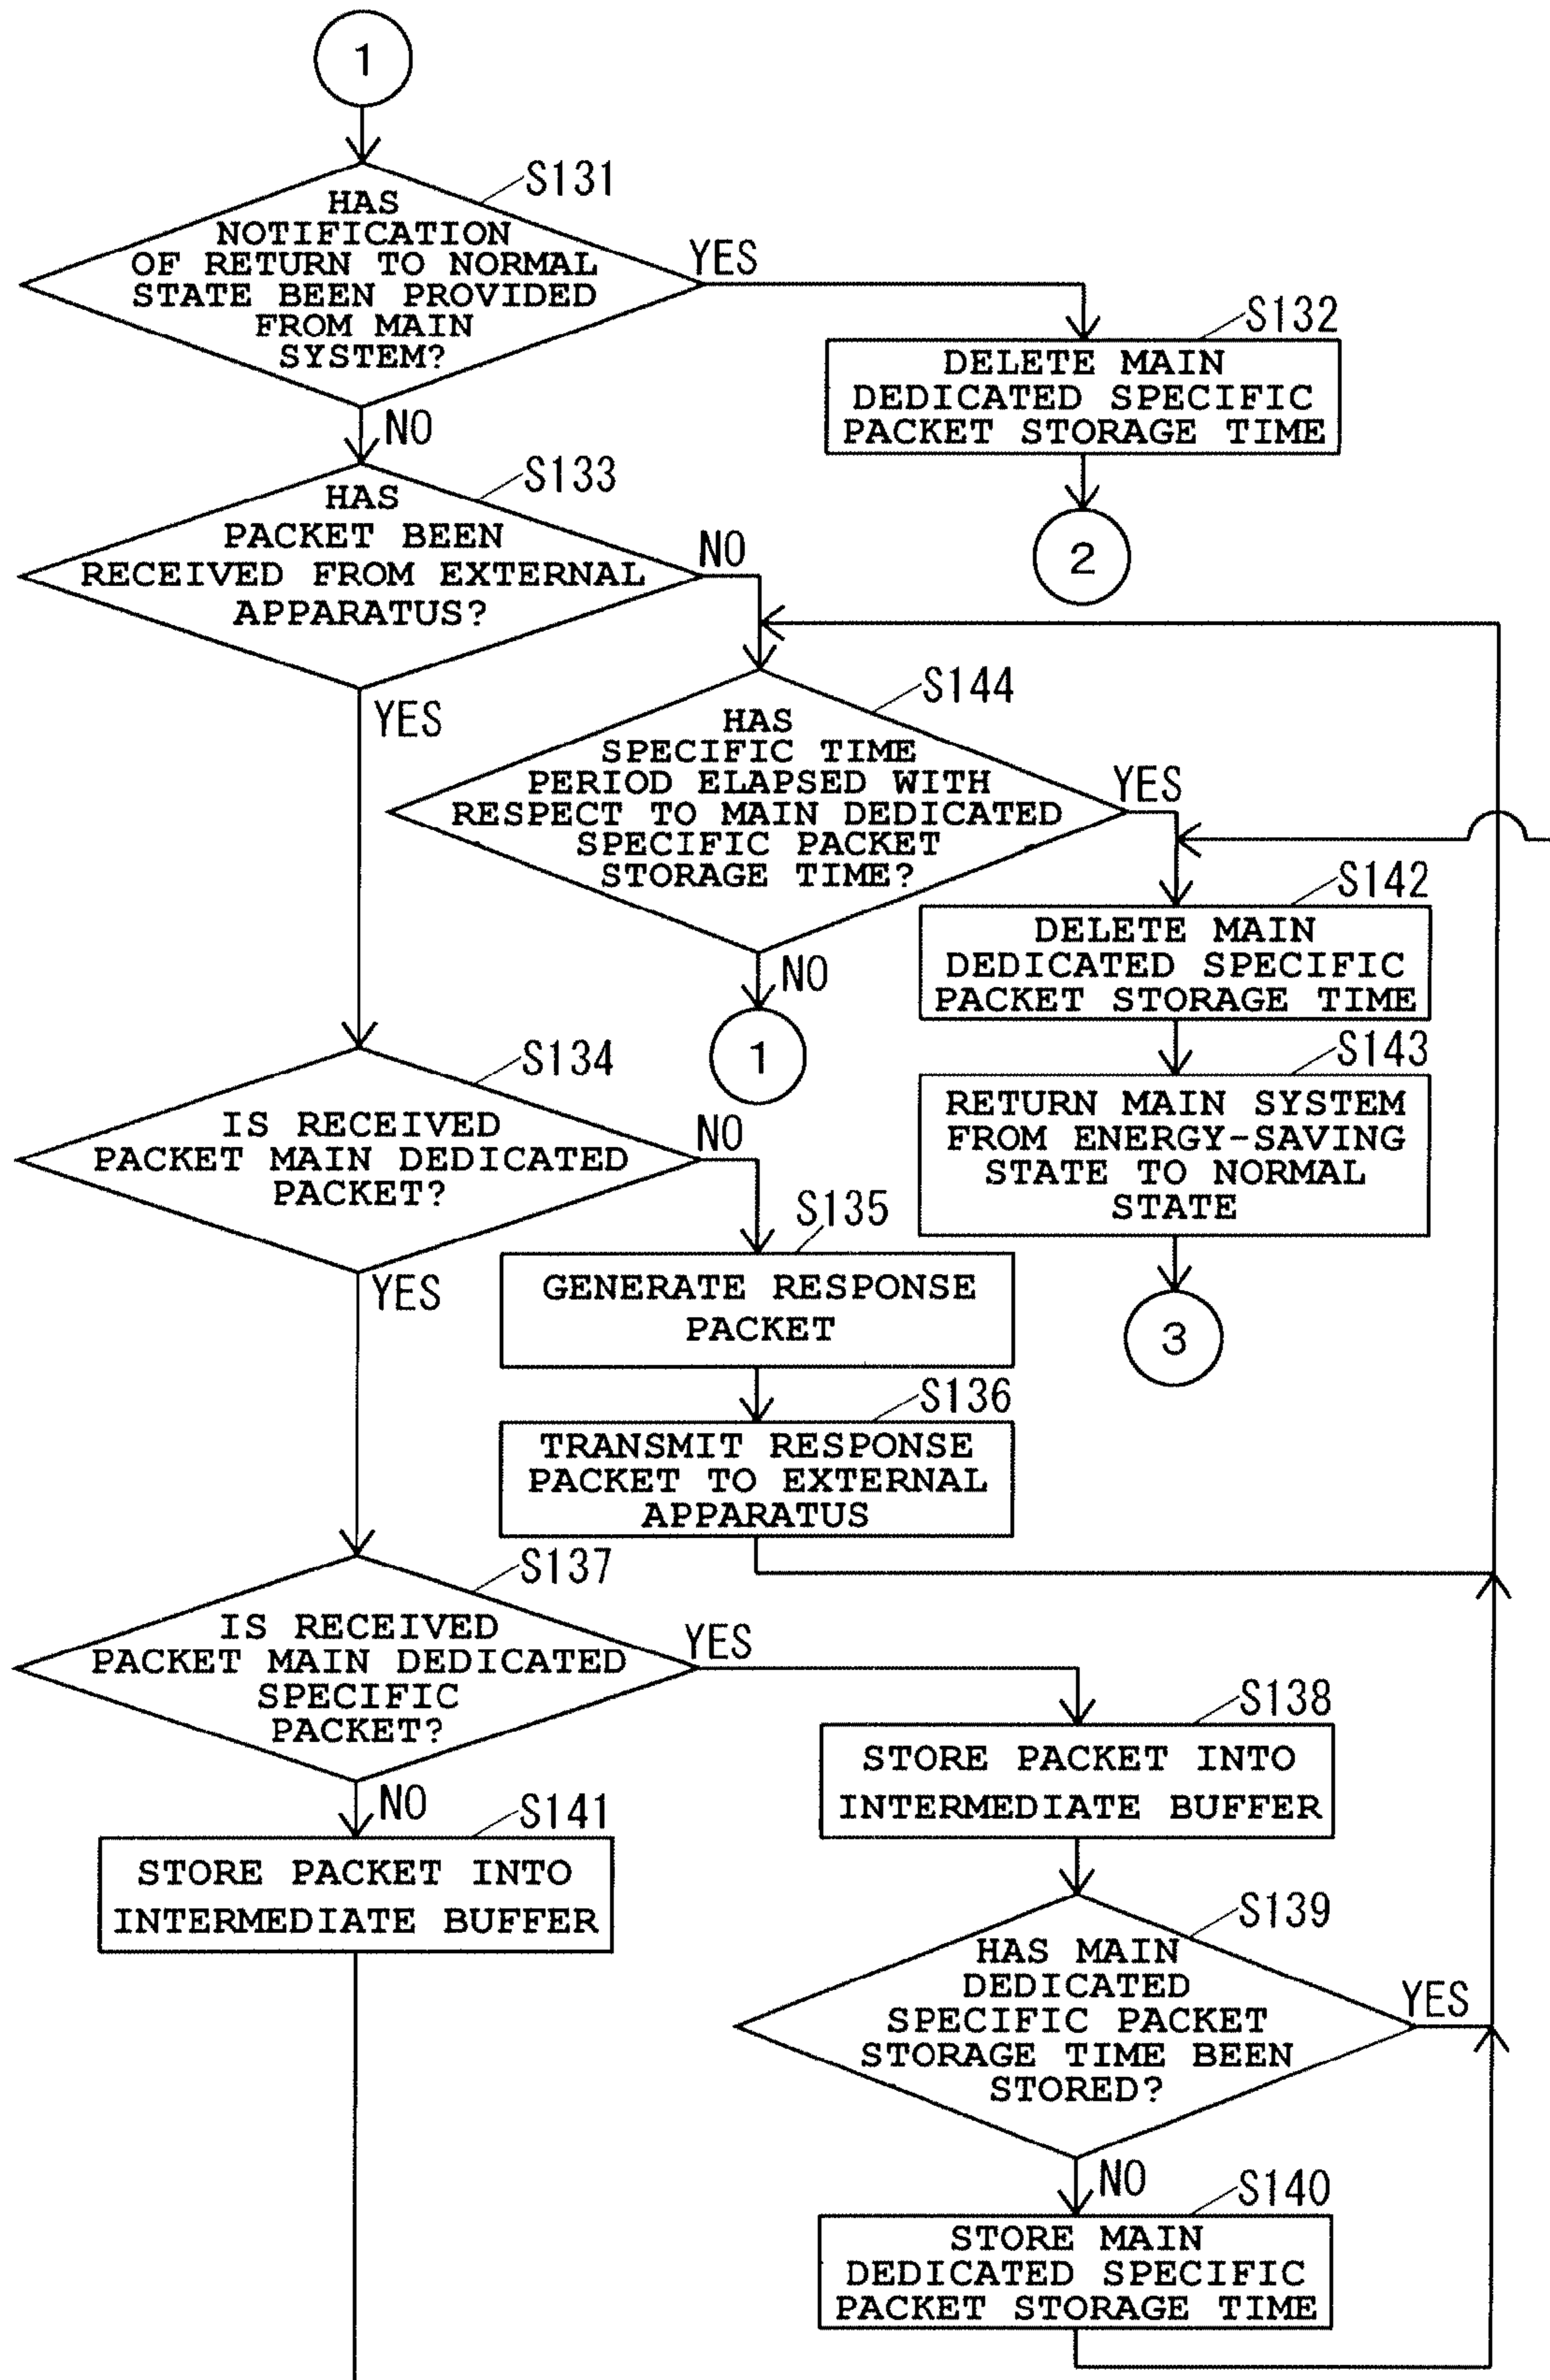 1
S131
HAS
NOTIFICATION
OF RETURN TO NORMAL
STATE BEEN PROVIDED
FROM MAIN
SYSTEM?
YES
NO
S132
DELETE MAIN
DEDICATED SPECIFIC
PACKET STORAGE TIME
2
S133
HAS
PACKET BEEN
RECEIVED FROM EXTERNAL
APPARATUS?
NO
YES
S144
HAS
SPECIFIC TIME
PERIOD ELAPSED WITH
RESPECT TO MAIN DEDICATED
SPECIFIC PACKET
STORAGE TIME?
YES
NO
1
S142
DELETE MAIN
DEDICATED SPECIFIC
PACKET STORAGE TIME
S143
RETURN MAIN SYSTEM
FROM ENERGY-SAVING
STATE TO NORMAL
STATE
3
S134
IS RECEIVED
PACKET MAIN DEDICATED
PACKET?
NO
YES
S135
GENERATE RESPONSE
PACKET
S136
TRANSMIT RESPONSE
PACKET TO EXTERNAL
APPARATUS
S137
IS RECEIVED
PACKET MAIN DEDICATED
SPECIFIC
PACKET?
YES
NO
S138
STORE PACKET INTO
INTERMEDIATE BUFFER
S141
STORE PACKET INTO
INTERMEDIATE BUFFER
S139
HAS MAIN
DEDICATED
SPECIFIC PACKET
STORAGE TIME BEEN
STORED?
YES
NO
S140
STORE MAIN
DEDICATED SPECIFIC
PACKET STORAGE TIME